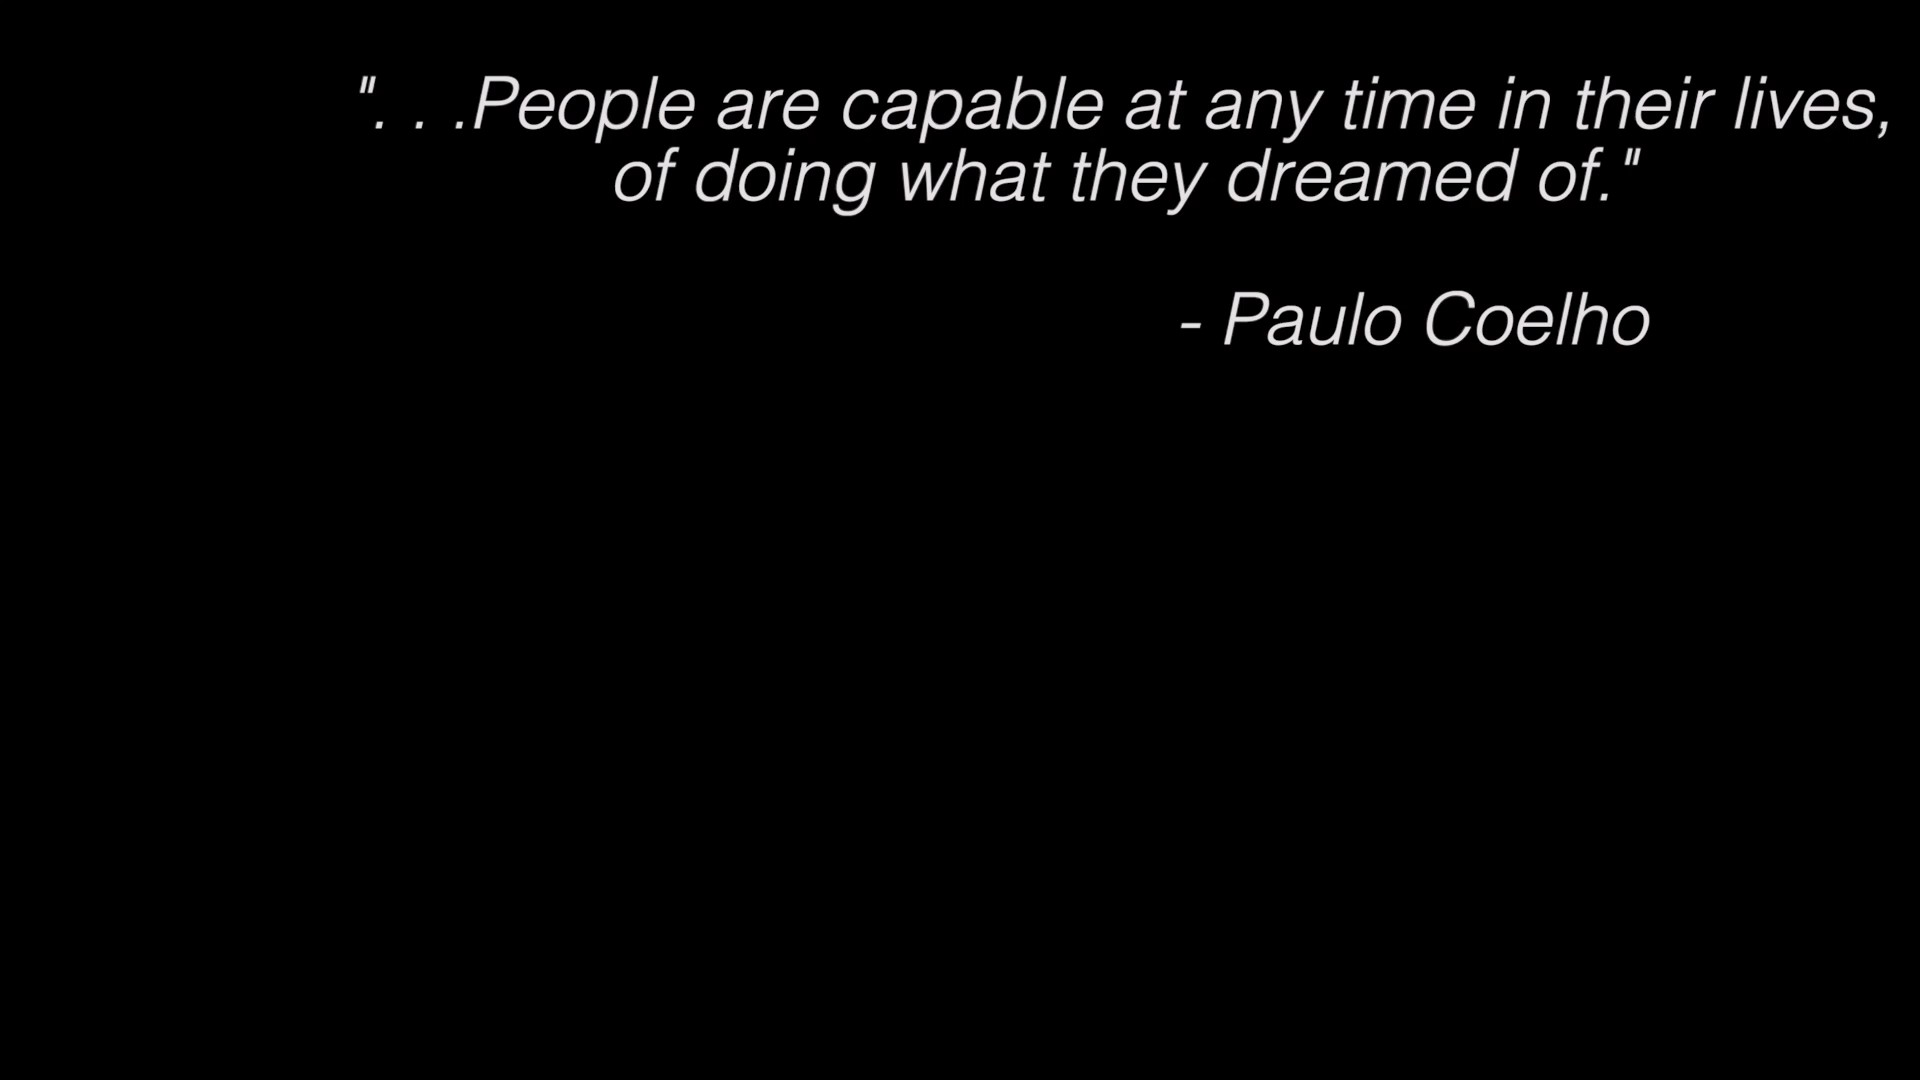 ". . .People are capable at any time in their lives,
of doing what they dreamed of."
- Paulo Coelho